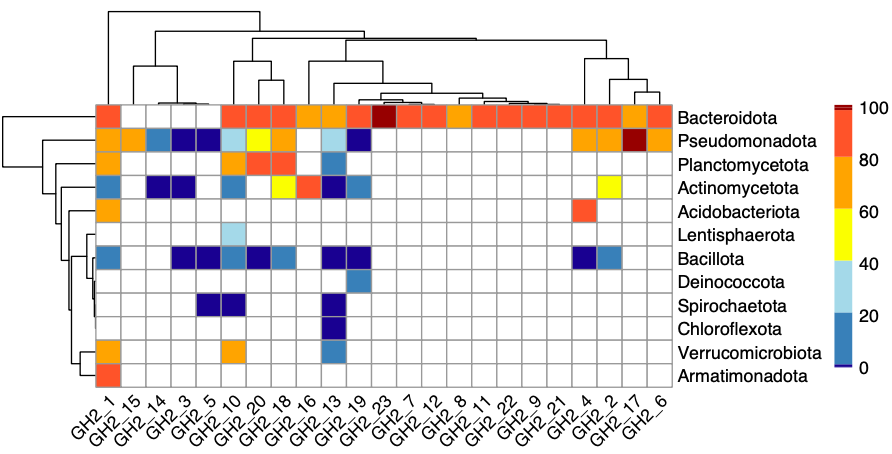 Bacteroidota
Pseudomonadota
Planctomycetota
Actinomycetota
Acidobacteriota
Lentisphaerota
Bacillota
Deinococcota
Spirochaetota
Chloroflexota
Verrucomicrobiota
Armatimonadota
100
80
60
40
20
0
GH2_1
GH2_15
GH2_14
GH2_3
GH2_5
GH2_10
GH2_20
GH2_18
GH2_16
GH2_13
GH2_19
GH2_23
GH2_7
GH2_12
GH2_8
GH2_11
GH2_22
GH2_9
GH2_21
GH2_4
GH2_2
GH2_17
GH2_6